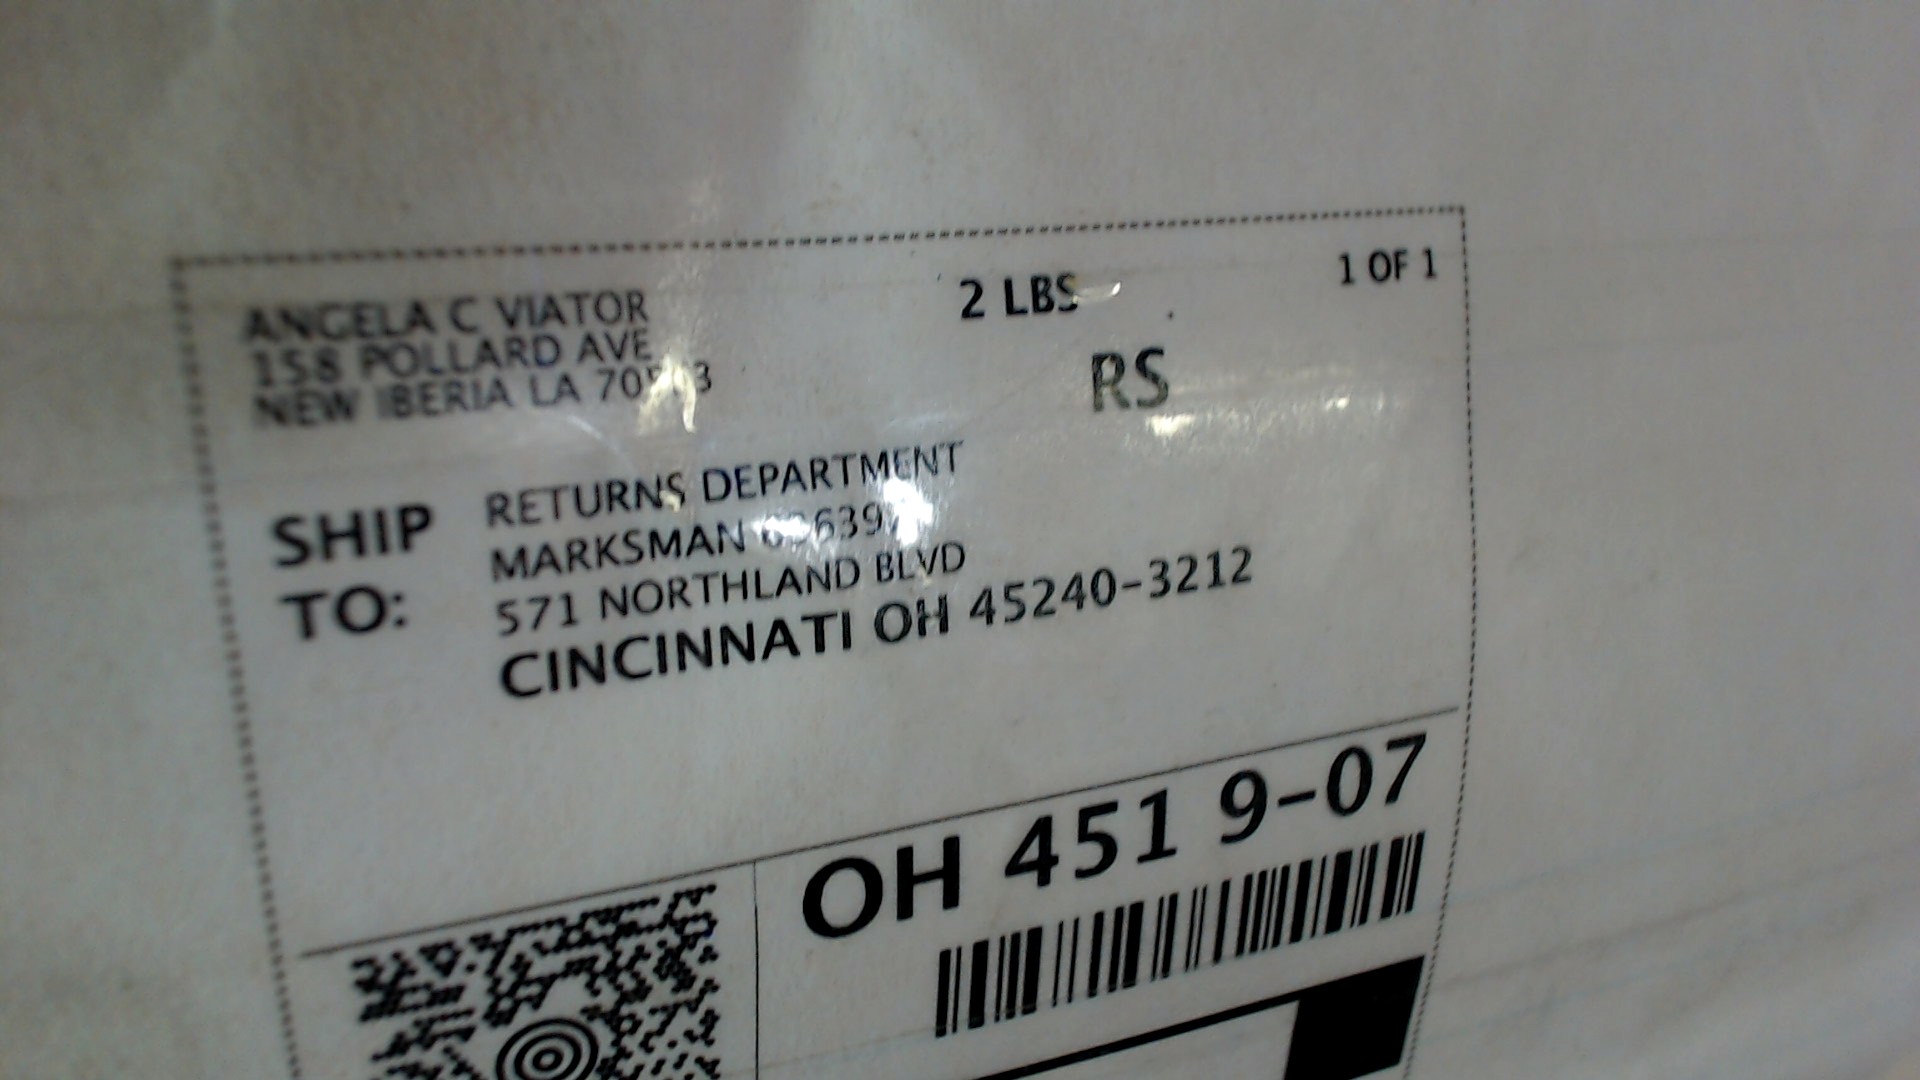 ANGELA C VIATOR
158 POLLARD AVE
NEW IBERIA LA
2 LBS
1 OF 1
RS
SHIP TO:
RETURNS DEPARTMENT
MARKSMAN
571 NORTHLAND BLVD
CINCINNATI OH 45240-3212
OH 451 9-07